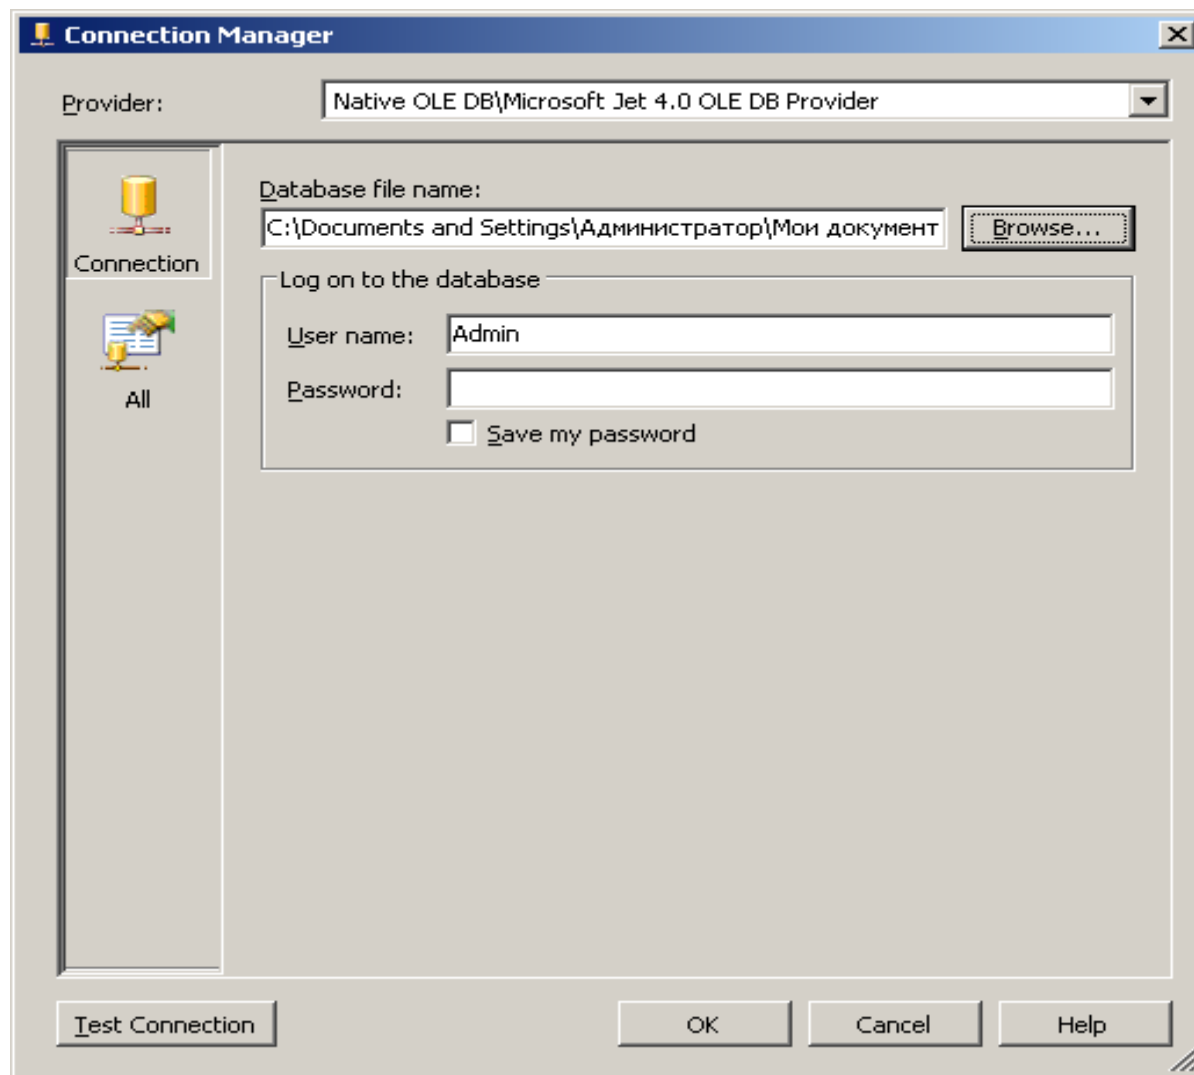 Connection Manager
Provider:
Native OLE DB\Microsoft Jet 4.0 OLE DB Provider
Connection
All
Database file name:
C:\Documents and Settings\Администратор\Мои документ
Browse...
Log on to the database
User name:
Admin
Password:
Save my password
Test Connection
OK
Cancel
Help